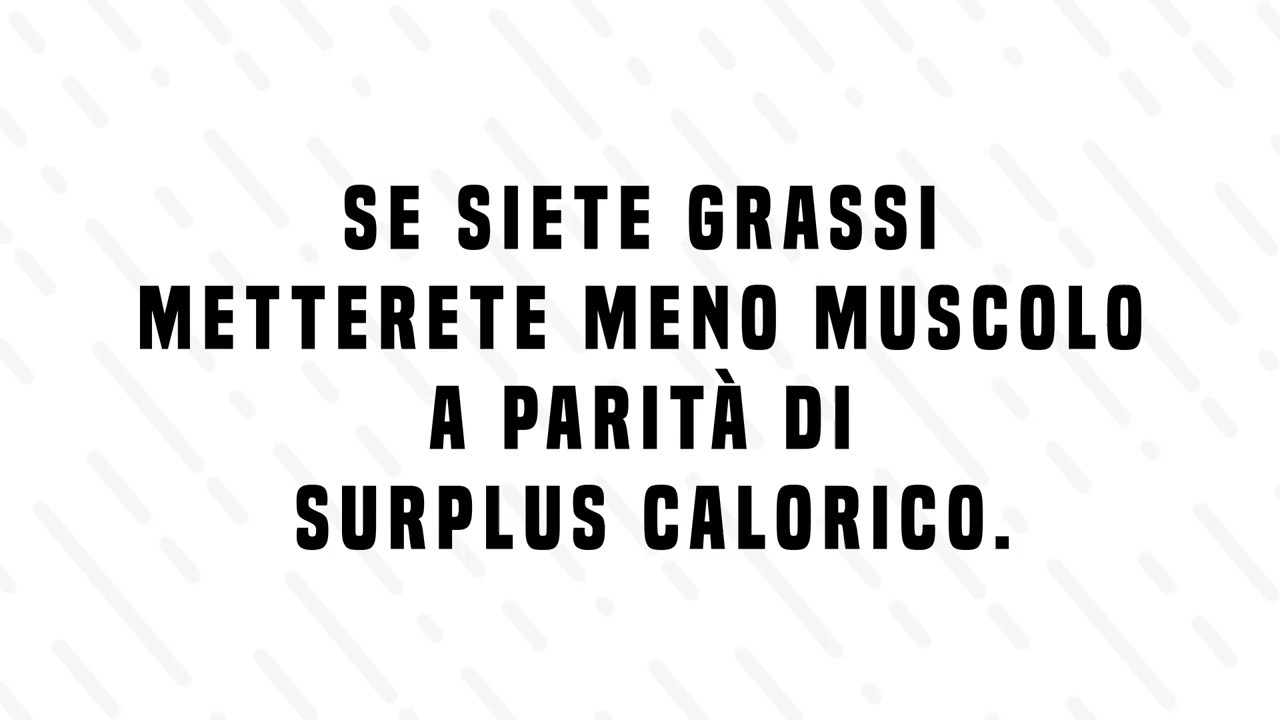 SE SIETE GRASSI
METTERETE MENO MUSCOLO
A PARITÀ DI
SURPLUS CALORICO.